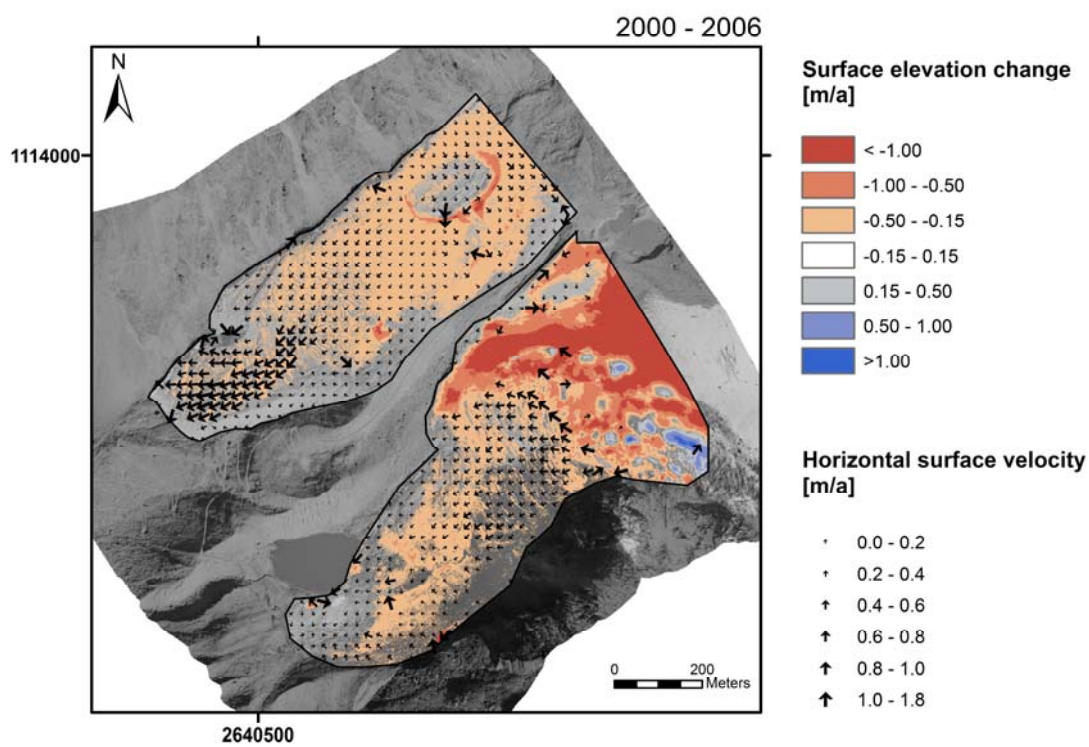 2000 - 2006
N
1114000
2640500
0 200
Meters
Surface elevation change
[m/a]
< -1.00
-1.00 - -0.50
-0.50 - -0.15
-0.15 - 0.15
0.15 - 0.50
0.50 - 1.00
>1.00
Horizontal surface velocity
[m/a]
0.0 - 0.2
0.2 - 0.4
0.4 - 0.6
0.6 - 0.8
0.8 - 1.0
1.0 - 1.8